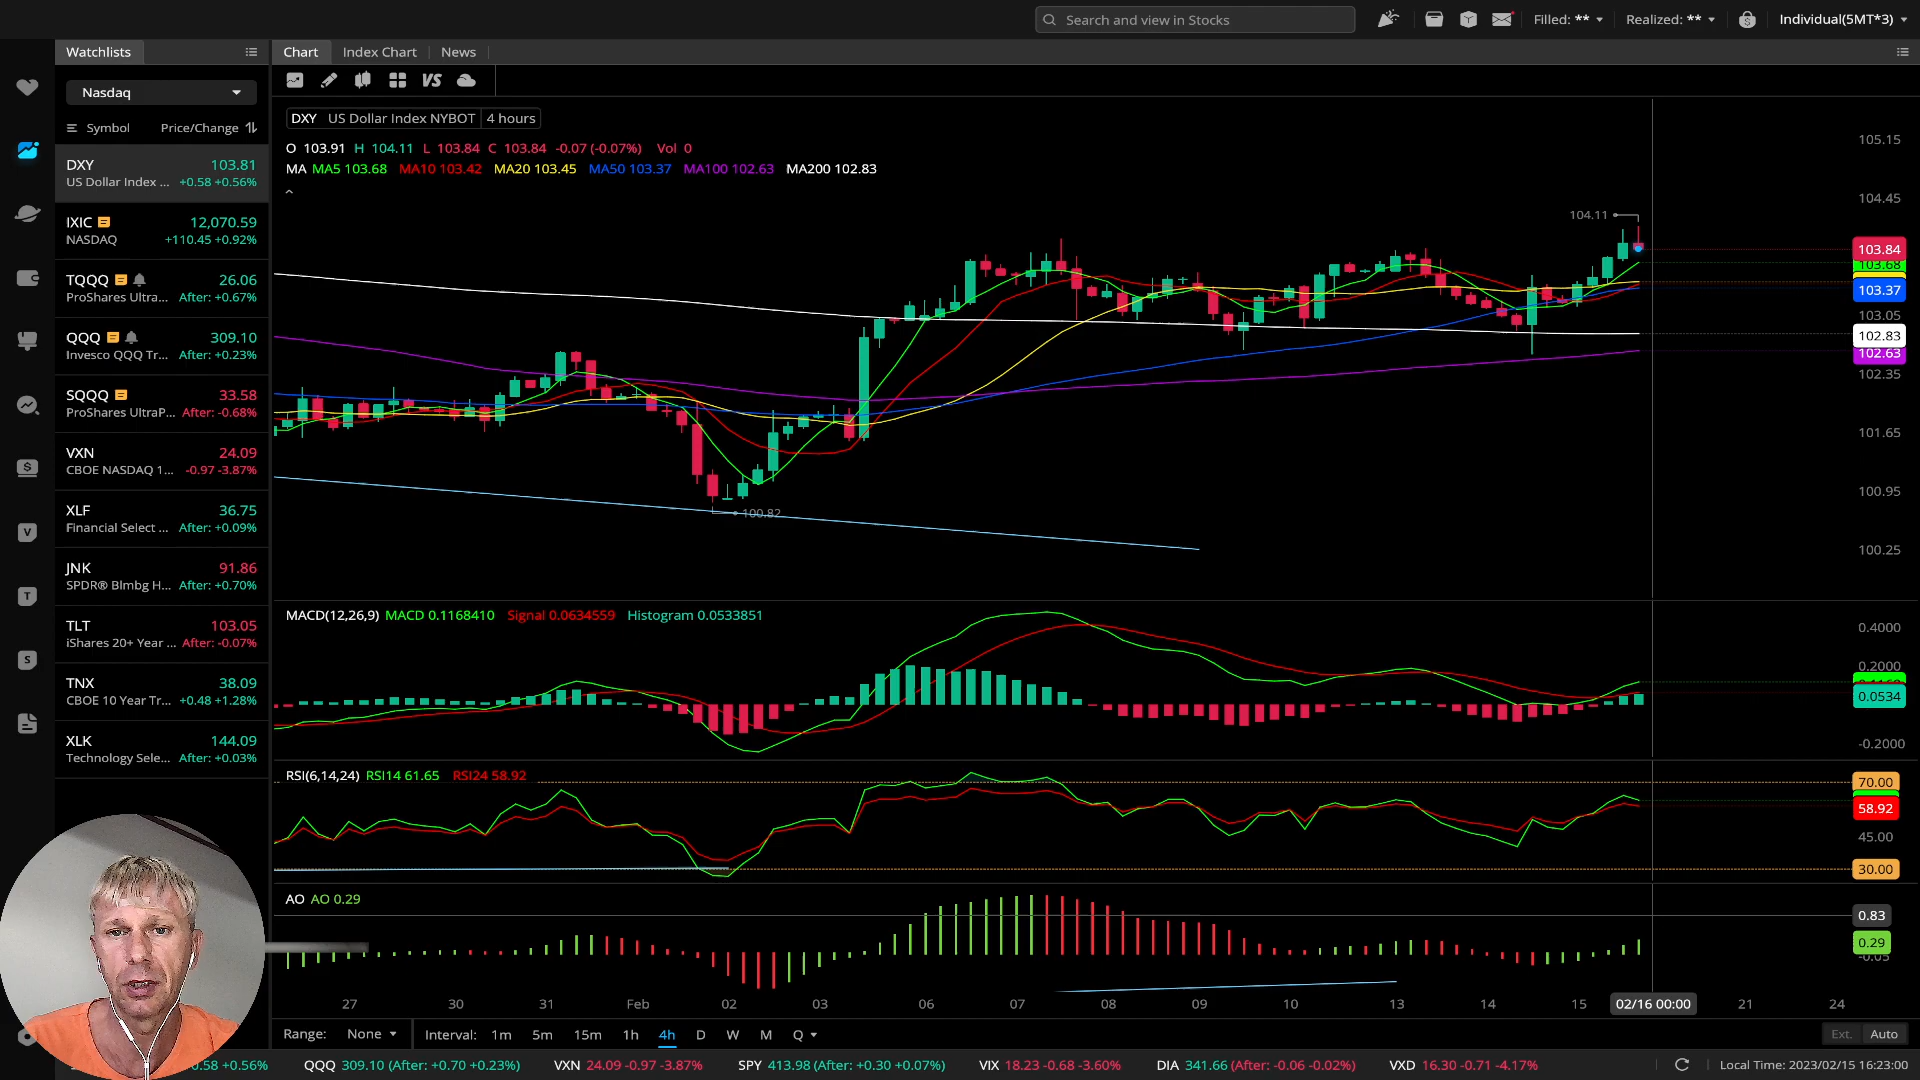 Search and view in Stocks
Filled: **
Realized: **
Individual(5MT*3)
Watchlists
Chart
Index Chart
News
Nasdaq
VS
Symbol
Price/Change
DXY 103.81
US Dollar Index ... +0.58 +0.56%
IXIC 12,070.59
NASDAQ +110.45 +0.92%
TQQQ 26.06
ProShares Ultra... After: +0.67%
QQQ 309.10
Invesco QQQ Tr... After: +0.23%
SQQQ 33.58
ProShares UltraP... After: -0.68%
VXN 24.09
CBOE NASDAQ 1... -0.97 -3.87%
XLF 36.75
Financial Select ... After: +0.09%
JNK 91.86
SPDR® Blmbg H... After: +0.70%
TLT 103.05
iShares 20+ Year ... After: -0.07%
TNX 38.09
CBOE 10 Year Tr... +0.48 +1.28%
XLK 144.09
Technology Sele... After: +0.03%
DXY US Dollar Index NYBOT 4 hours
O 103.91 H 104.11 L 103.84 C 103.84 -0.07 (-0.07%) Vol 0
MA MA5 103.68 MA10 103.42 MA20 103.45 MA50 103.37 MA100 102.63 MA200 102.83
104.11
100.82
105.15
104.45
103.84
103.68
103.37
103.05
102.83
102.63
102.35
101.65
100.95
100.25
MACD(12,26,9) MACD 0.1168410 Signal 0.0634559 Histogram 0.0533851
0.4000
0.2000
0.0534
-0.2000
RSI(6,14,24) RSI14 61.65 RSI24 58.92
70.00
58.92
45.00
30.00
AO AO 0.29
0.83
0.29
27 30 31 Feb 02 03 06 07 08 09 10 13 14 15 02/16 00:00 21 24
Range: None Interval: 1m 5m 15m 1h 4h D W M Q
Ext. Auto
0.58 +0.56% QQQ 309.10 (After: +0.70 +0.23%) VXN 24.09 -0.97 -3.87% SPY 413.98 (After: +0.30 +0.07%) VIX 18.23 -0.68 -3.60% DIA 341.66 (After: -0.06 -0.02%) VXD 16.30 -0.71 -4.17% Local Time: 2023/02/15 16:23:00